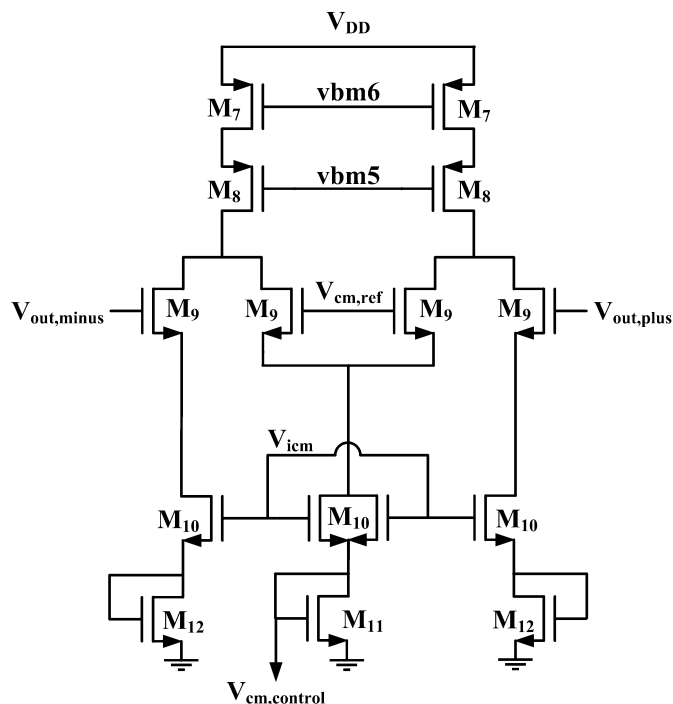 V_DD
M_7 vbm6 M_7
M_8 vbm5 M_8
V_out,minus M_9 M_9 V_cm,ref M_9 M_9 V_out,plus
V_icm
M_10 M_10 M_10
M_12 M_11 M_12
V_cm,control